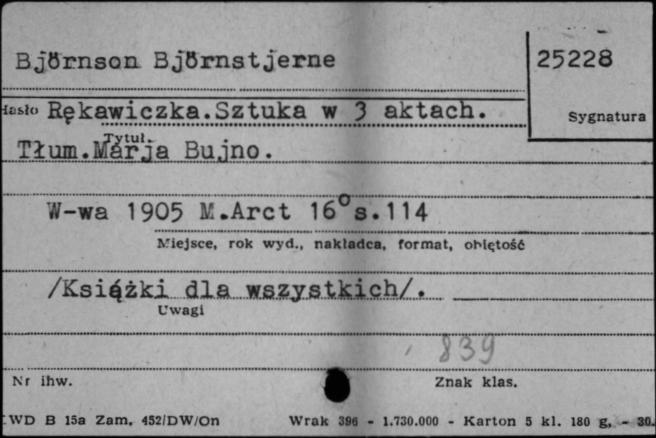 Björnson Björnstjerne
25228
Hasło Rękawiczka.Sztuka w 3 aktach.
Sygnatura
Tytuł
Tłum.Marja Bujno.
W-wa 1905 M.Arct 16⁰s.114
Miejsce, rok wyd., nakładca, format, objętość
/Książki dla wszystkich/.
Uwagi
839
Nr ihw.
Znak klas.
WD B 15a Zam. 452/DW/On Wrak 396 - 1.730.000 - Karton 5 kl. 180 g, - 30.